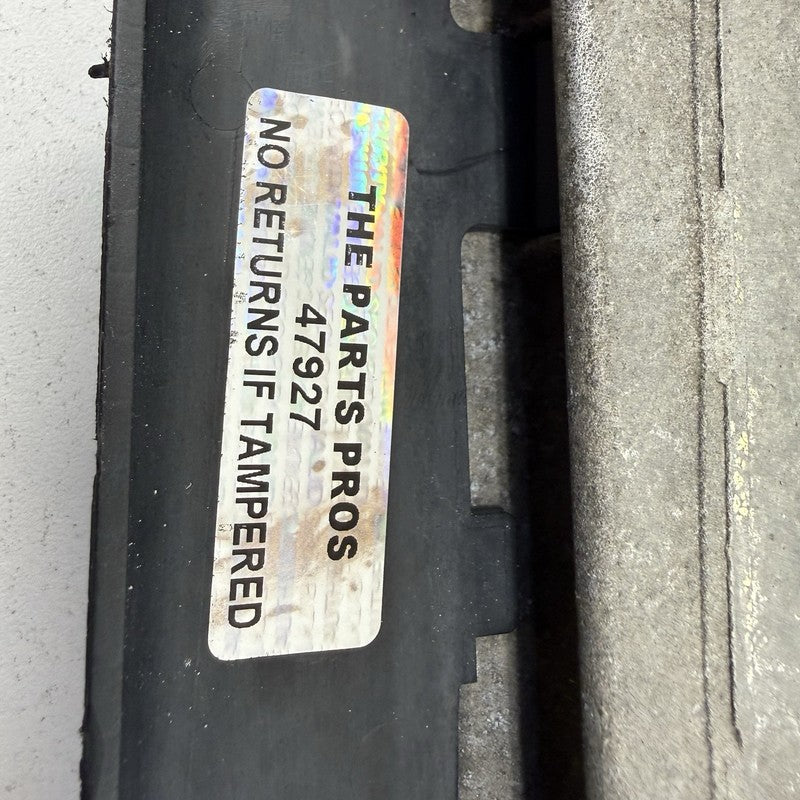 THE PARTS PROS
47927
NO RETURNS IF TAMPERED